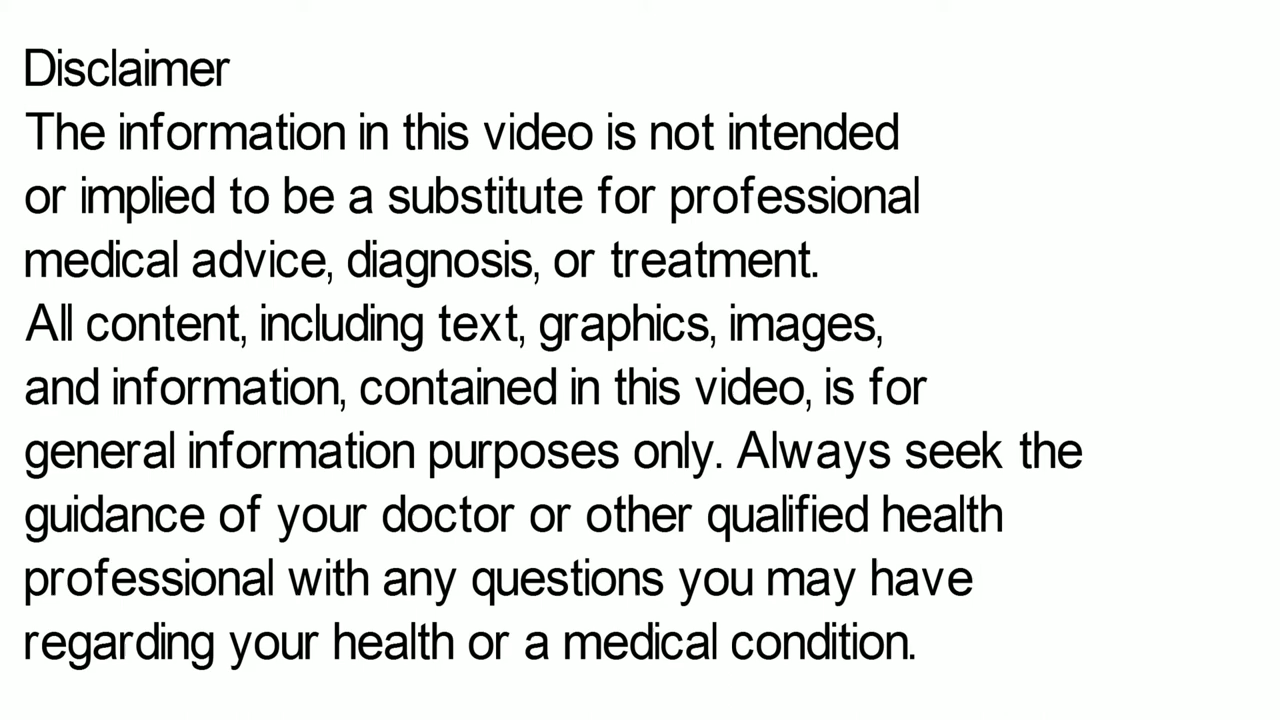 Disclaimer
The information in this video is not intended
or implied to be a substitute for professional
medical advice, diagnosis, or treatment.
All content, including text, graphics, images,
and information, contained in this video, is for
general information purposes only. Always seek the
guidance of your doctor or other qualified health
professional with any questions you may have
regarding your health or a medical condition.